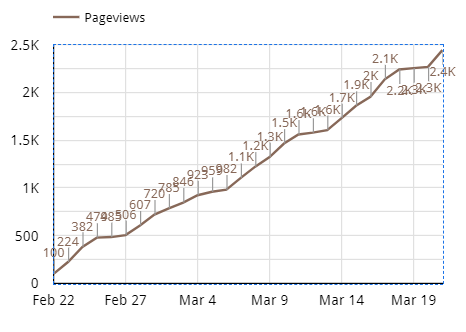 Pageviews
2.5K
2K
1.5K
1K
500
0
100
224
382
479
485
506
607
720
785
846
923
959
982
1.1K
1.2K
1.3K
1.5K
1.6K
1.6K
1.6K
1.7K
1.9K
2K
2.1K
2.2K
2.3K
2.3K
2.4K
Feb 22 Feb 27 Mar 4 Mar 9 Mar 14 Mar 19